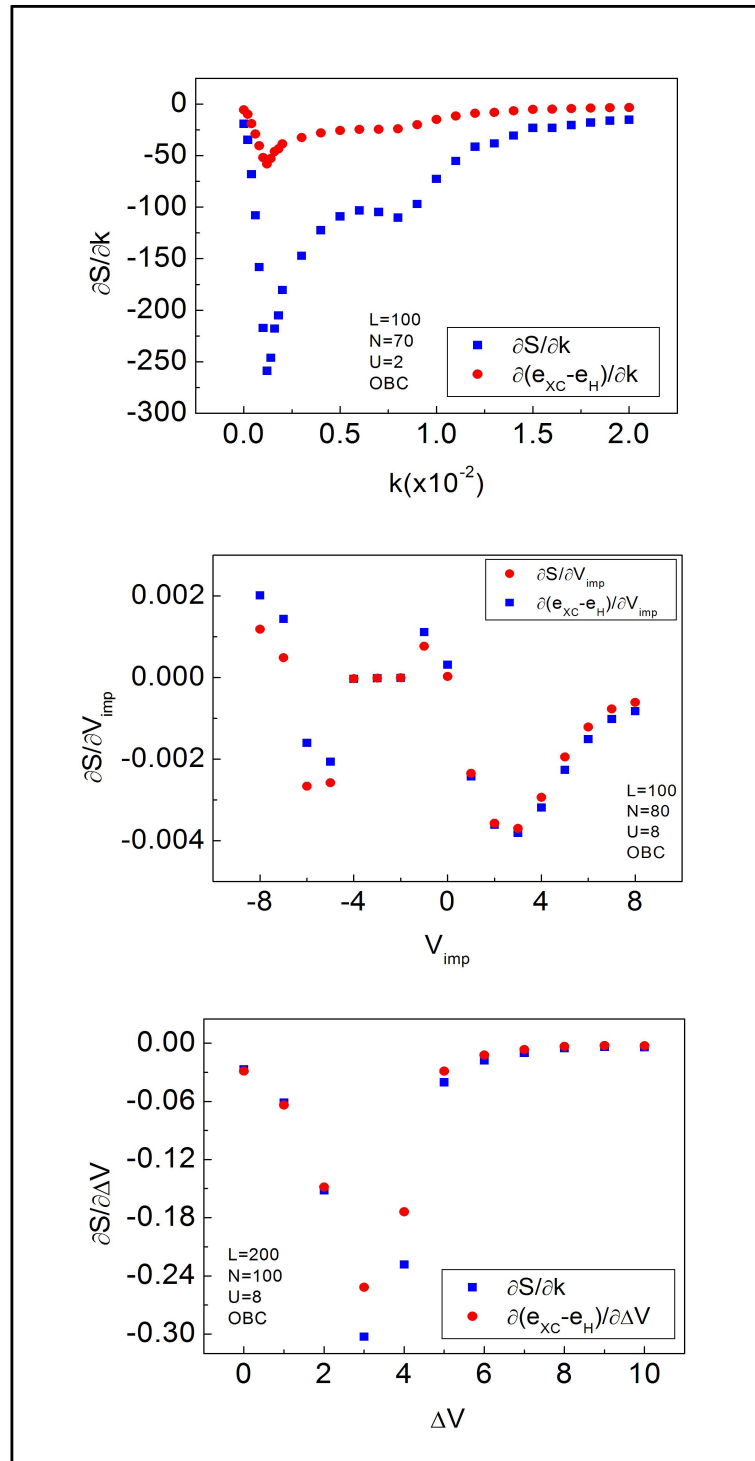 0
-50
-100
-150
-200
-250
-300
∂S/∂k
L=100
N=70
U=2
OBC
∂S/∂k
∂(e_XC-e_H)/∂k
0.0 0.5 1.0 1.5 2.0
k(x10^-2)
0.002
0.000
-0.002
-0.004
∂S/∂V_imp
∂S/∂V_imp
∂(e_XC-e_H)/∂V_imp
L=100
N=80
U=8
OBC
-8 -4 0 4 8
V_imp
0.00
-0.06
-0.12
-0.18
-0.24
-0.30
∂S/∂ΔV
L=200
N=100
U=8
OBC
∂S/∂k
∂(e_XC-e_H)/∂ΔV
0 2 4 6 8 10
ΔV